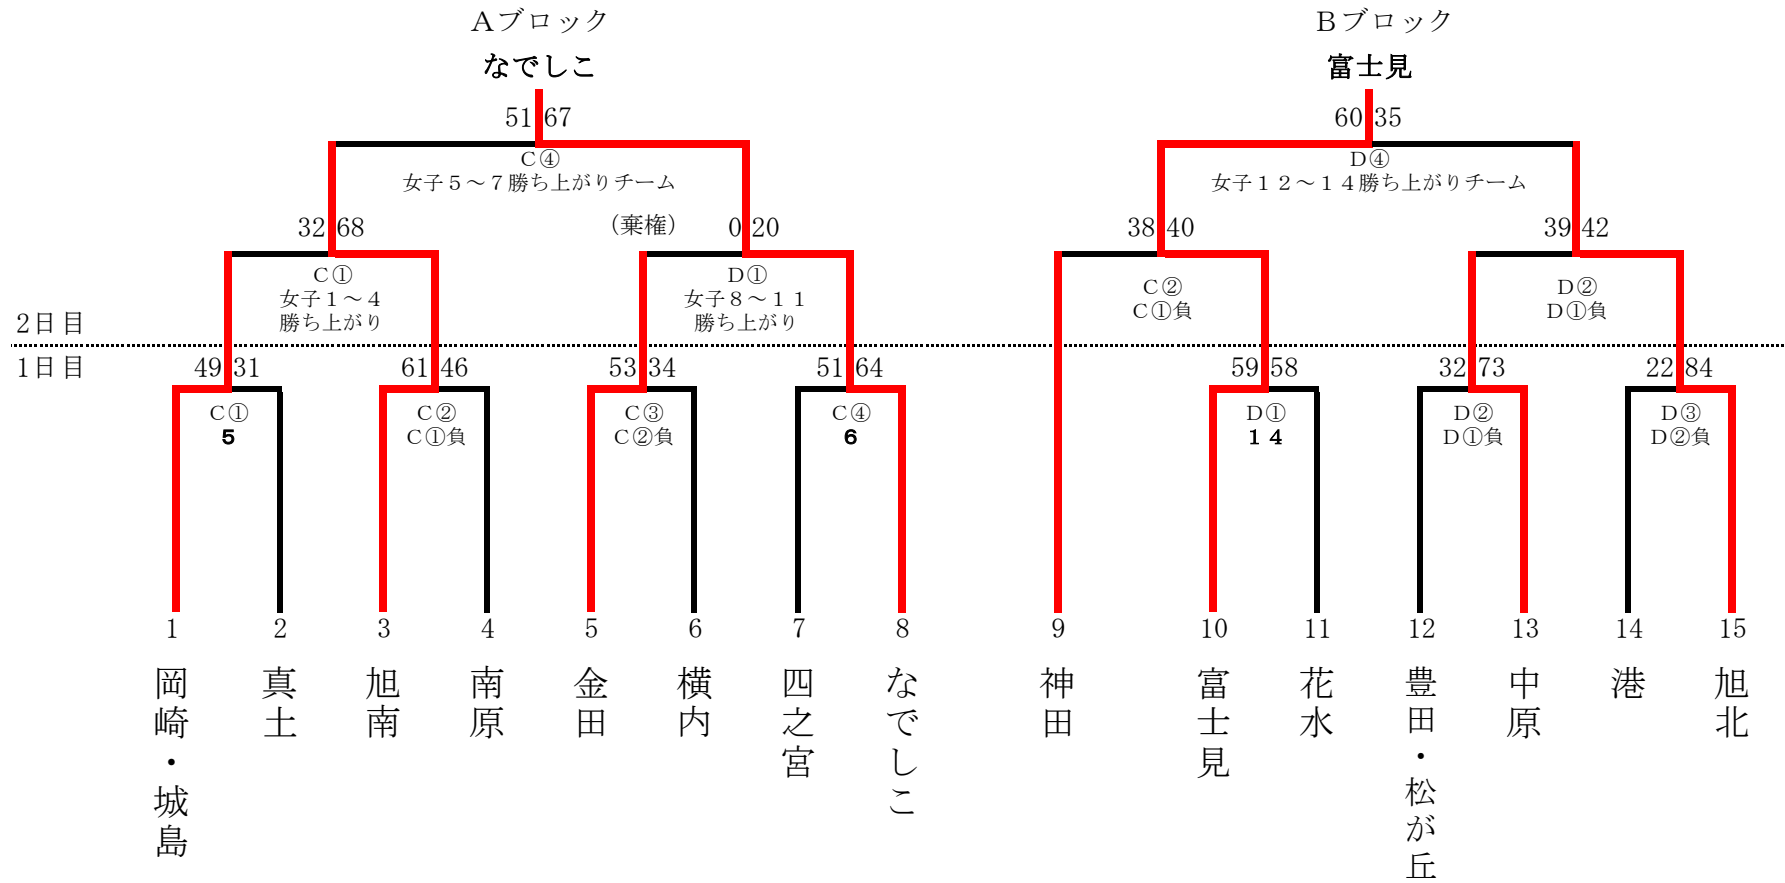 Ａブロック
Ｂブロック
なでしこ
富士見
51 67
60 35
Ｃ④
女子５～７勝ち上がりチーム
Ｄ④
女子１２～１４勝ち上がりチーム
32 68
（棄権）
0 20
38 40
39 42
Ｃ①
女子１～４
勝ち上がり
Ｄ①
女子８～１１
勝ち上がり
Ｃ②
Ｃ①負
Ｄ②
Ｄ①負
2日目
1日目
49 31
61 46
53 34
51 64
59 58
32 73
22 84
Ｃ①
５
Ｃ②
Ｃ①負
Ｃ③
Ｃ②負
Ｃ④
６
Ｄ①
１４
Ｄ②
Ｄ①負
Ｄ③
Ｄ②負
1 2 3 4 5 6 7 8 9 10 11 12 13 14 15
岡崎・城島
真土
旭南
南原
金田
横内
四之宮
なでしこ
神田
富士見
花水
豊田・松が丘
中原
港
旭北